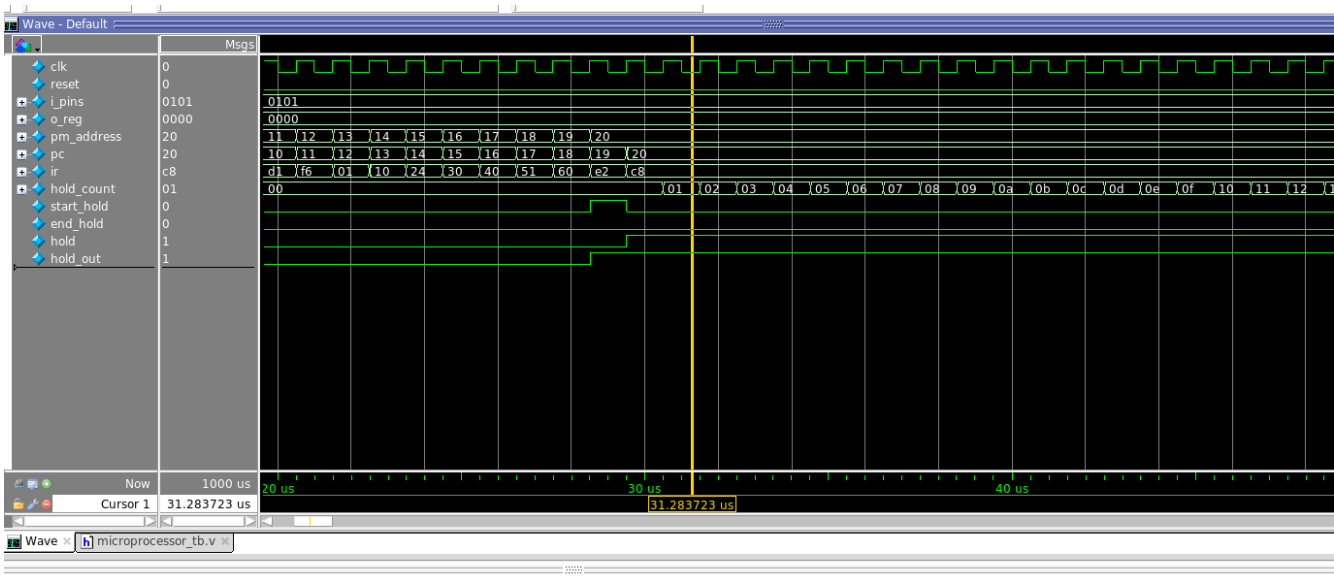 Wave - Default
Msgs
clk 0
reset 0
i_pins 0101 0101
o_reg 0000 0000
pm_address 20 11 12 13 14 15 16 17 18 19 20
pc 20 10 11 12 13 14 15 16 17 18 19 20
ir c8 d1 f6 01 10 24 30 40 51 60 e2 c8
hold_count 01 00 01 02 03 04 05 06 07 08 09 0a 0b 0c 0d 0e 0f 10 11 12 1
start_hold 0
end_hold 0
hold 1
hold_out 1
Now 1000 us 20 us 30 us 40 us
Cursor 1 31.283723 us 31.283723 us
Wave microprocessor_tb.v